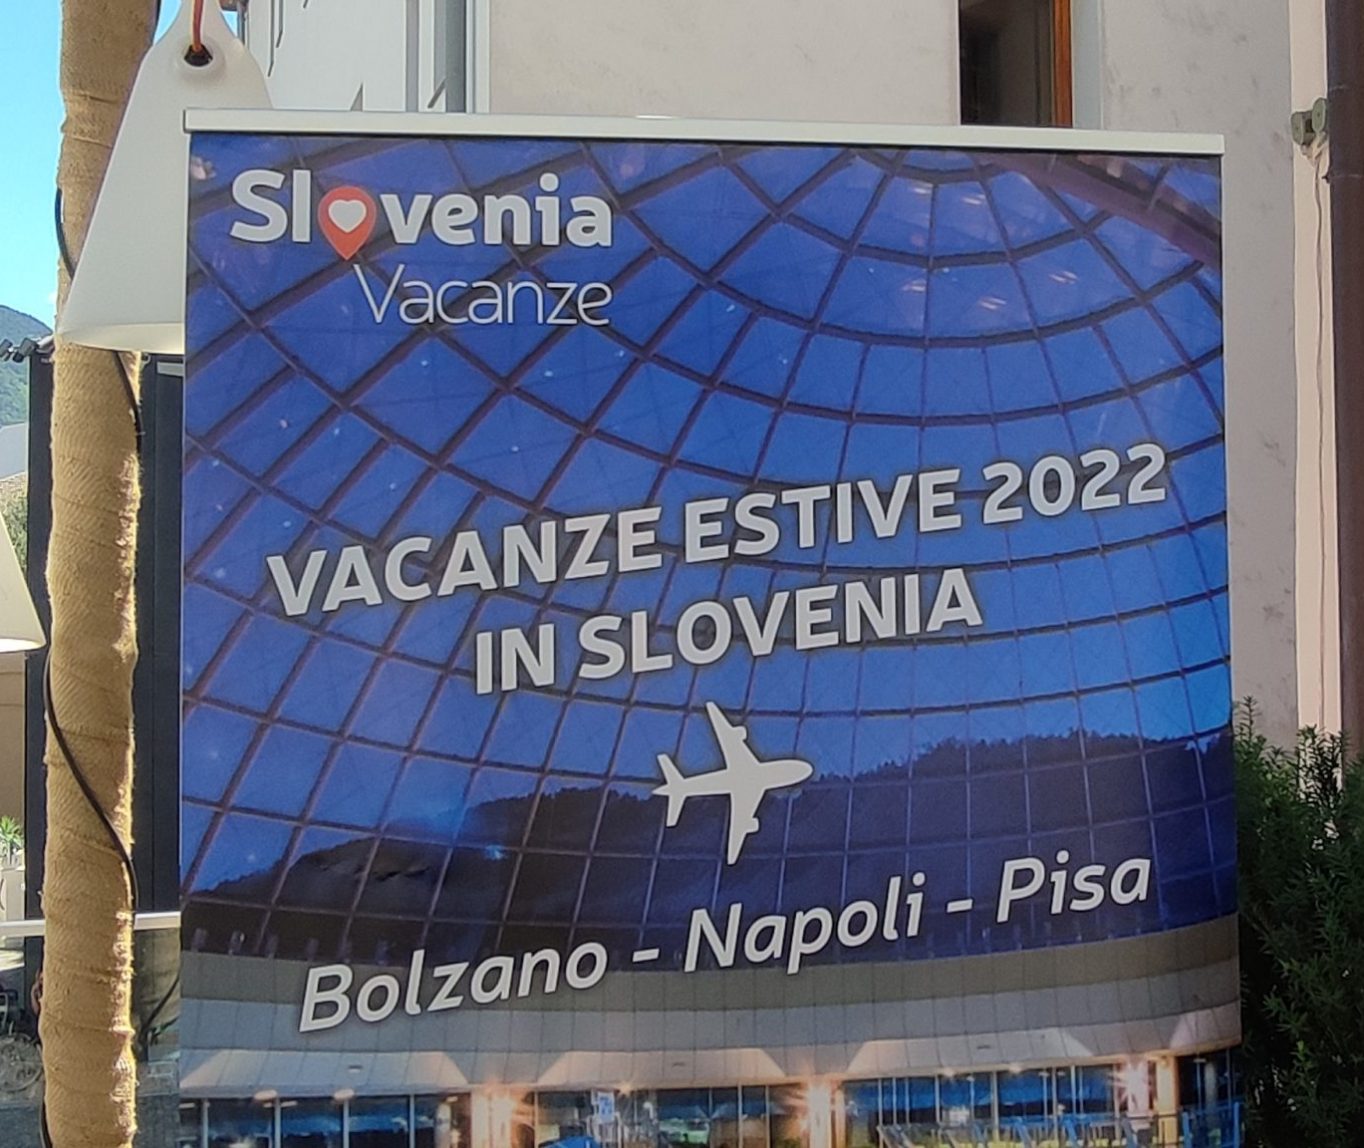 Slovenia
Vacanze
VACANZE ESTIVE 2022
IN SLOVENIA
Bolzano - Napoli - Pisa